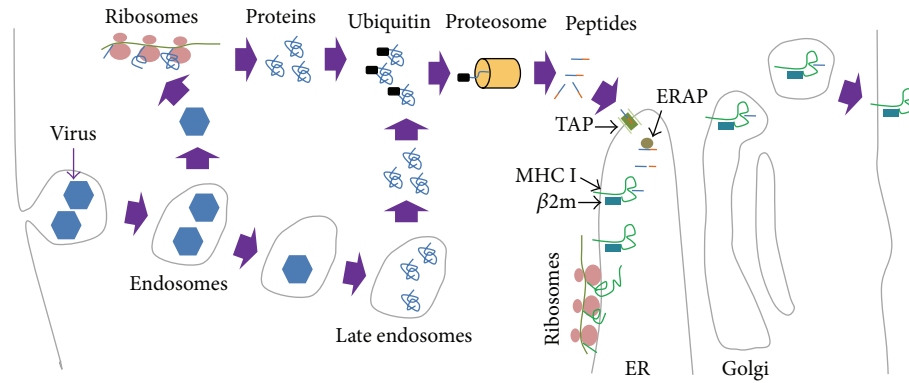 Ribosomes
Proteins
Ubiquitin
Proteosome
Peptides
ERAP
TAP
Virus
MHC I
β2m
Endosomes
Ribosomes
Late endosomes
ER
Golgi